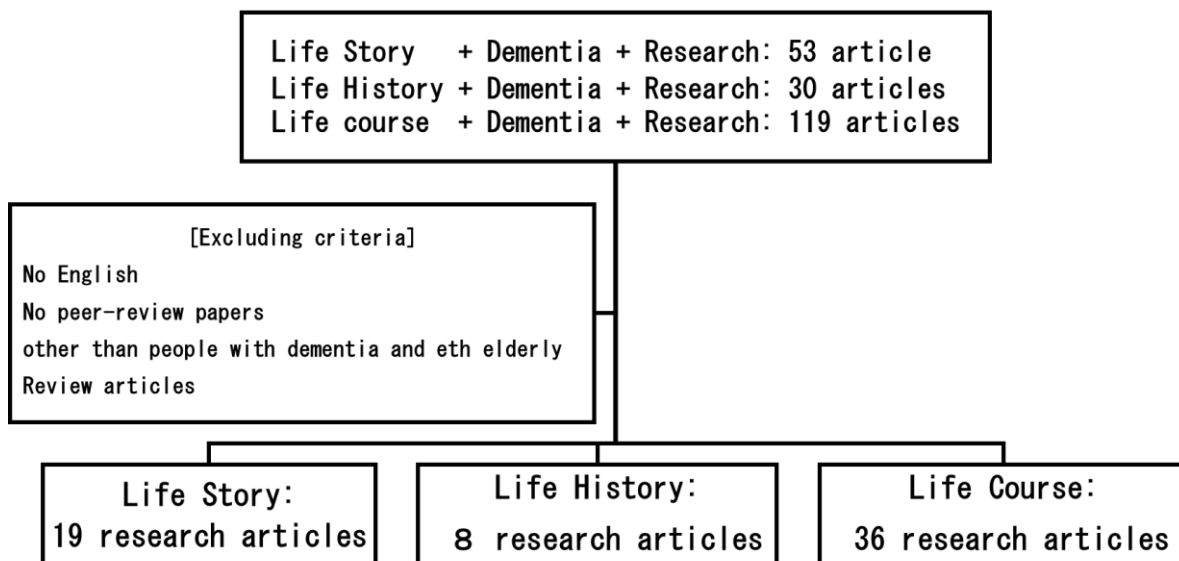 Life Story + Dementia + Research: 53 article
Life History + Dementia + Research: 30 articles
Life course + Dementia + Research: 119 articles
[Excluding criteria]
No English
No peer-review papers
other than people with dementia and eth elderly
Review articles
Life Story:
19 research articles
Life History:
8 research articles
Life Course:
36 research articles